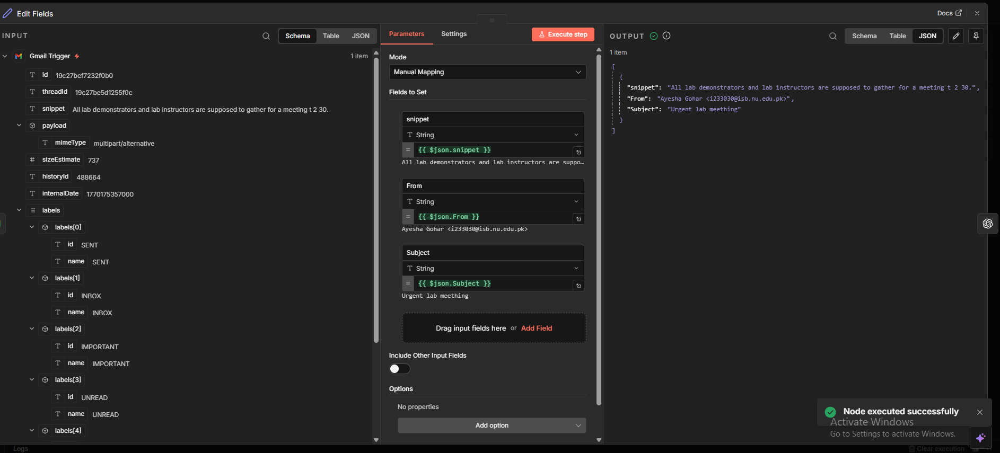 Edit Fields
Docs
INPUT
Schema Table JSON
Gmail Trigger
1 item
id 19c27bef7232f0b0
threadId 19c27be5d1255f0c
snippet All lab demonstrators and lab instructors are supposed to gather for a meeting t 2 30.
payload
mimeType multipart/alternative
# sizeEstimate 737
historyId 488664
internalDate 1770175357000
labels
labels[0]
id SENT
name SENT
labels[1]
id INBOX
name INBOX
labels[2]
id IMPORTANT
name IMPORTANT
labels[3]
id UNREAD
name UNREAD
labels[4]
Logs
Parameters Settings
Execute step
Mode
Manual Mapping
Fields to Set
snippet
String
= {{ $json.snippet }}
All lab demonstrators and lab instructors are suppo…
From
String
= {{ $json.From }}
Ayesha Gohar <i233030@isb.nu.edu.pk>
Subject
String
= {{ $json.Subject }}
Urgent lab meething
Drag input fields here or Add Field
Include Other Input Fields
Options
No properties
Add option
OUTPUT
Schema Table JSON
1 item
[
{
"snippet": "All lab demonstrators and lab instructors are supposed to gather for a meeting t 2 30.",
"From": "Ayesha Gohar <i233030@isb.nu.edu.pk>",
"Subject": "Urgent lab meething"
}
]
Node executed successfully
Activate Windows
Go to Settings to activate Windows.
Clear execution